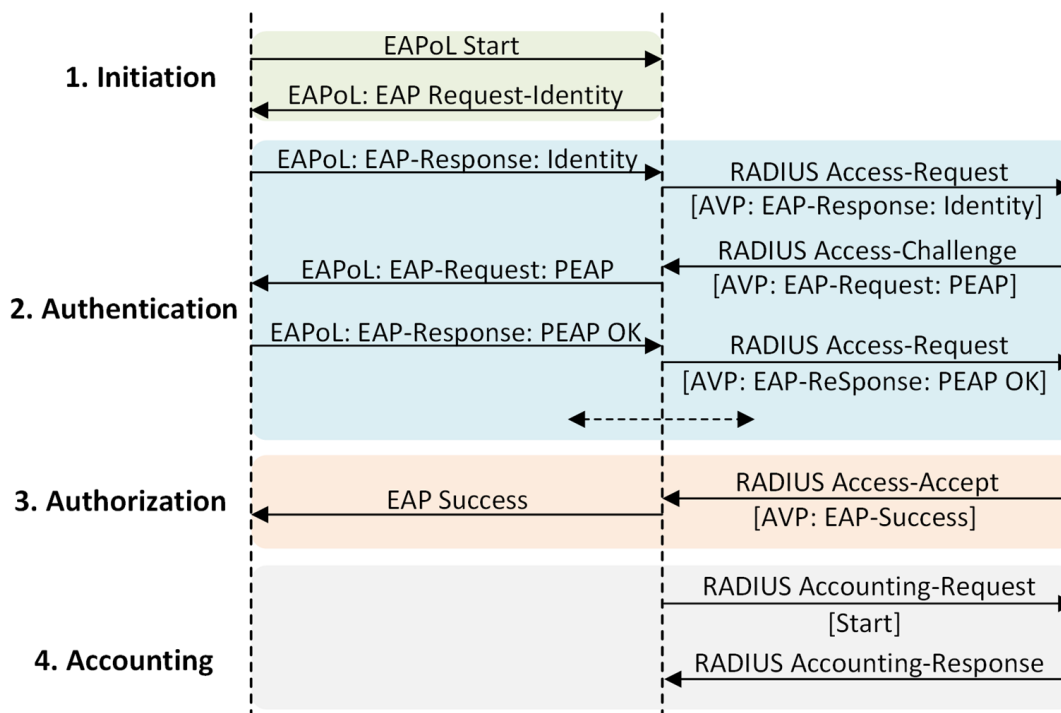 EAPoL Start
1. Initiation
EAPoL: EAP Request-Identity
EAPoL: EAP-Response: Identity
RADIUS Access-Request
[AVP: EAP-Response: Identity]
RADIUS Access-Challenge
EAPoL: EAP-Request: PEAP
[AVP: EAP-Request: PEAP]
2. Authentication
EAPoL: EAP-Response: PEAP OK
RADIUS Access-Request
[AVP: EAP-ReSponse: PEAP OK]
3. Authorization
RADIUS Access-Accept
EAP Success
[AVP: EAP-Success]
RADIUS Accounting-Request
[Start]
4. Accounting
RADIUS Accounting-Response